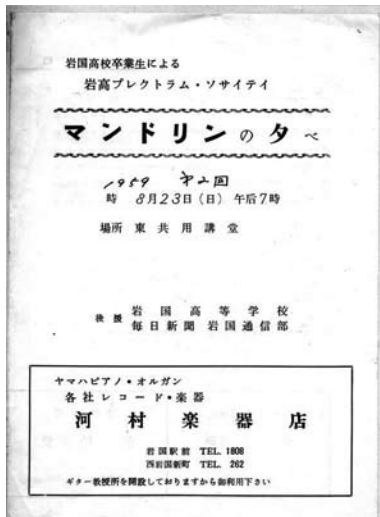 岩国高校卒業生による
岩高プレクトラム・ソサイテイ
マンドリンの夕べ
1959 第2回
時 8月23日(日) 午后7時
場所 東共用講堂
後援 岩国高等学校
毎日新聞 岩国通信部
ヤマハピアノ・オルガン
各社レコード・楽器
河村楽器店
岩国駅前 TEL. 1808
西岩国新町 TEL. 262
ギター教授所を開設しておりますから御利用下さい